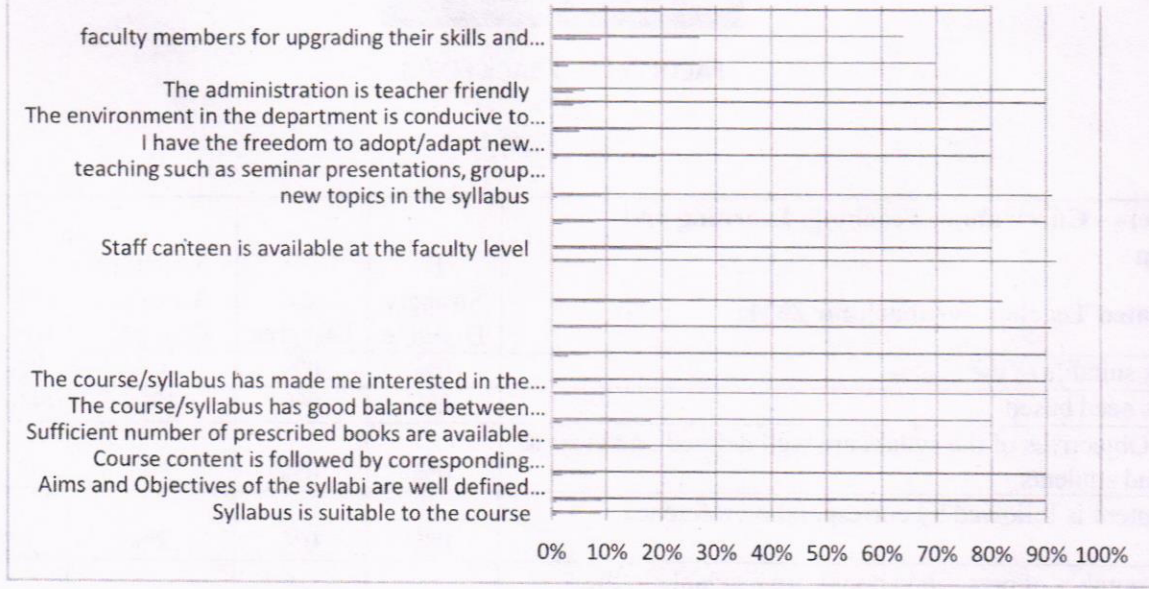 faculty members for upgrading their skills and...
The administration is teacher friendly
The environment in the department is conducive to...
I have the freedom to adopt/adapt new...
teaching such as seminar presentations, group...
new topics in the syllabus
Staff canteen is available at the faculty level
The course/syllabus has made me interested in the...
The course/syllabus has good balance between...
Sufficient number of prescribed books are available...
Course content is followed by corresponding...
Aims and Objectives of the syllabi are well defined...
Syllabus is suitable to the course
0% 10% 20% 30% 40% 50% 60% 70% 80% 90% 100%